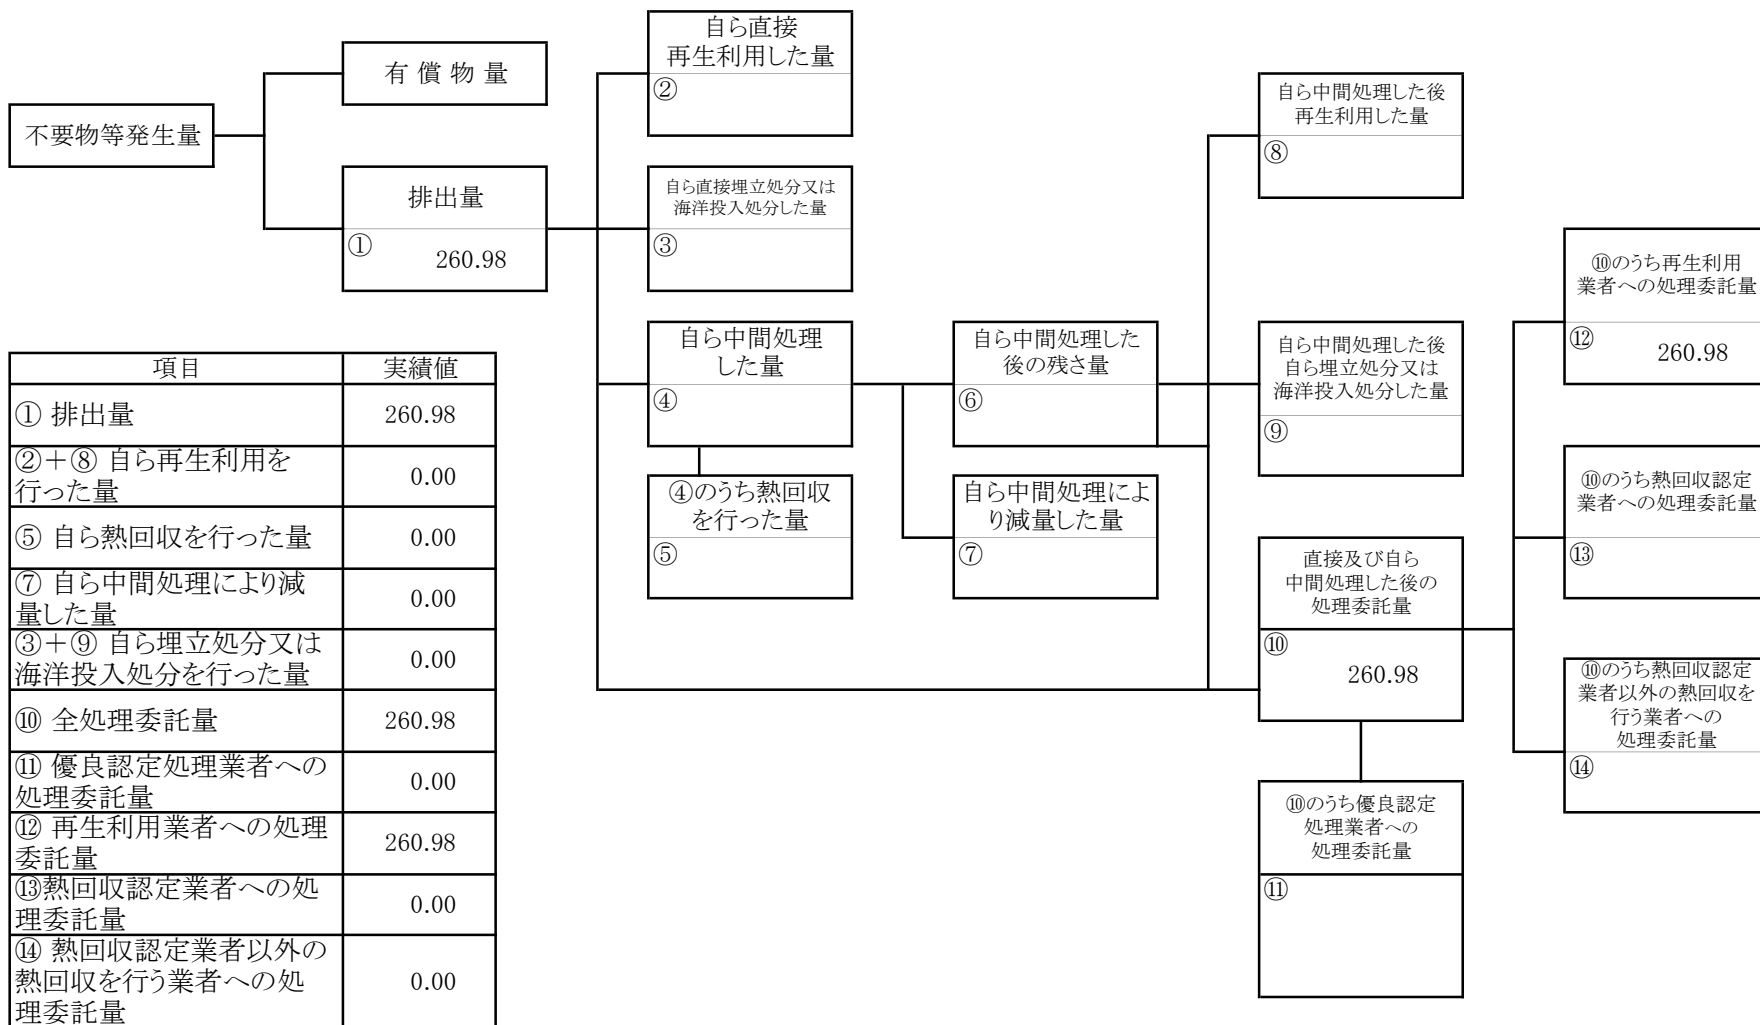 不要物等発生量
有 償 物 量
排出量
①
260.98
自ら直接
再生利用した量
②
自ら直接埋立処分又は
海洋投入処分した量
③
自ら中間処理
した量
④
④のうち熱回収
を行った量
⑤
自ら中間処理した
後の残さ量
⑥
自ら中間処理によ
り減量した量
⑦
自ら中間処理した後
再生利用した量
⑧
自ら中間処理した後
自ら埋立処分又は
海洋投入処分した量
⑨
直接及び自ら
中間処理した後の
処理委託量
⑩
260.98
⑩のうち優良認定
処理業者への
処理委託量
⑪
⑩のうち再生利用
業者への処理委託量
⑫
260.98
⑩のうち熱回収認定
業者への処理委託量
⑬
⑩のうち熱回収認定
業者以外の熱回収を
行う業者への
処理委託量
⑭
項目 実績値
① 排出量 260.98
②＋⑧ 自ら再生利用を
行った量 0.00
⑤ 自ら熱回収を行った量 0.00
⑦ 自ら中間処理により減
量した量 0.00
③＋⑨ 自ら埋立処分又は
海洋投入処分を行った量 0.00
⑩ 全処理委託量 260.98
⑪ 優良認定処理業者への
処理委託量 0.00
⑫ 再生利用業者への処理
委託量 260.98
⑬熱回収認定業者への処
理委託量 0.00
⑭ 熱回収認定業者以外の
熱回収を行う業者への処
理委託量 0.00